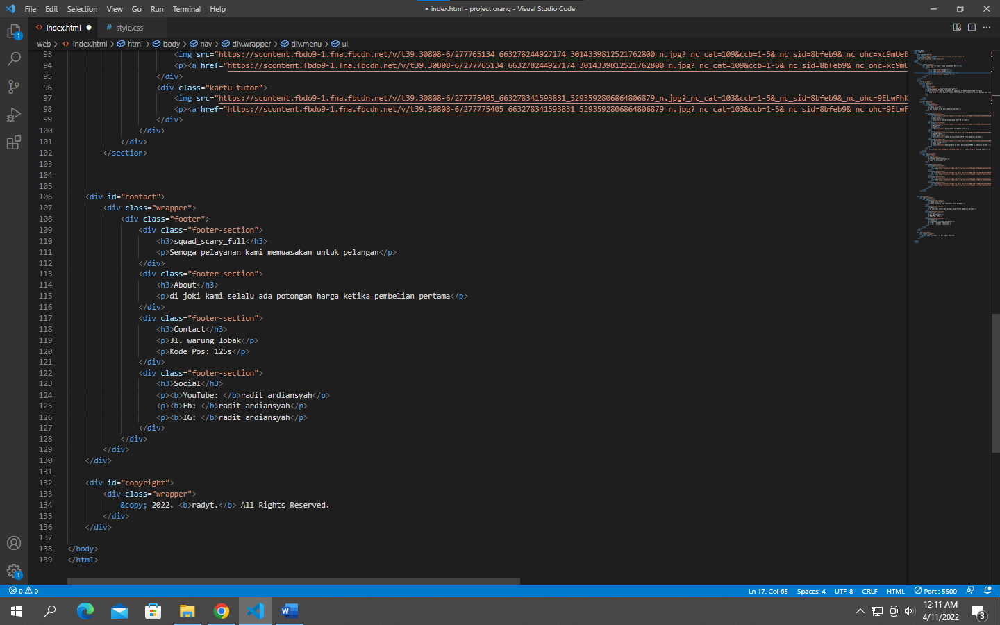 File Edit Selection View Go Run Terminal Help
● index.html - project orang - Visual Studio Code
index.html ●
# style.css
web > index.html > html > body > nav > div.wrapper > div.menu > ul
93 <img src="https://scontent.fbdo9-1.fna.fbcdn.net/v/t39.30808-6/277765134_663278244927174_3014339812521762800_n.jpg?_nc_cat=109&ccb=1-5&_nc_sid=8bfeb9&_nc_ohc=xc9mUeB
94 <p><a href="https://scontent.fbdo9-1.fna.fbcdn.net/v/t39.30808-6/277765134_663278244927174_3014339812521762800_n.jpg?_nc_cat=109&ccb=1-5&_nc_sid=8bfeb9&_nc_ohc=xc9mU
95 </div>
96 <div class="kartu-tutor">
97 <img src="https://scontent.fbdo9-1.fna.fbcdn.net/v/t39.30808-6/277775405_663278341593831_5293592806864806879_n.jpg?_nc_cat=103&ccb=1-5&_nc_sid=8bfeb9&_nc_ohc=9ELwFhK
98 <p><a href="https://scontent.fbdo9-1.fna.fbcdn.net/v/t39.30808-6/277775405_663278341593831_5293592806864806879_n.jpg?_nc_cat=103&ccb=1-5&_nc_sid=8bfeb9&_nc_ohc=9ELwF
99 </div>
100 </div>
101 </div>
102 </section>
103
104
105
106 <div id="contact">
107 <div class="wrapper">
108 <div class="footer">
109 <div class="footer-section">
110 <h3>squad_scary_full</h3>
111 <p>Semoga pelayanan kami memuasakan untuk pelangan</p>
112 </div>
113 <div class="footer-section">
114 <h3>About</h3>
115 <p>di joki kami selalu ada potongan harga ketika pembelian pertama</p>
116 </div>
117 <div class="footer-section">
118 <h3>Contact</h3>
119 <p>Jl. warung lobak</p>
120 <p>Kode Pos: 125s</p>
121 </div>
122 <div class="footer-section">
123 <h3>Social</h3>
124 <p><b>YouTube: </b>radit ardiansyah</p>
125 <p><b>Fb: </b>radit ardiansyah</p>
126 <p><b>IG: </b>radit ardiansyah</p>
127 </div>
128 </div>
129 </div>
130 </div>
131
132 <div id="copyright">
133 <div class="wrapper">
134 &copy; 2022. <b>radyt.</b> All Rights Reserved.
135 </div>
136 </div>
137
138 </body>
139 </html>
0 0 Ln 17, Col 65 Spaces: 4 UTF-8 CRLF HTML Port : 5500
12:11 AM
4/11/2022
3